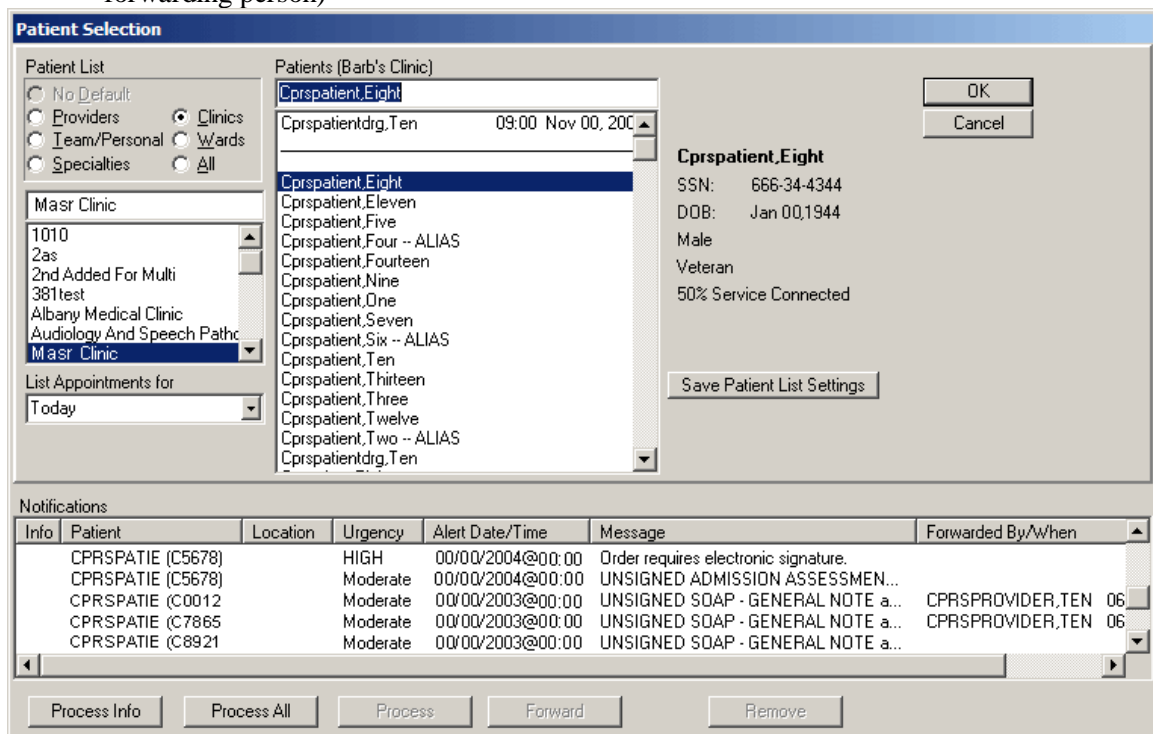 forwarding person)
Patient Selection
Patient List
No Default
Providers
Clinics
Team/Personal
Wards
Specialties
All
Masr Clinic
1010
2as
2nd Added For Multi
381test
Albany Medical Clinic
Audiology And Speech Patho
Masr Clinic
List Appointments for
Today
Patients (Barb's Clinic)
Cprspatient,Eight
Cprspatientdrg,Ten 09:00 Nov 00, 200
Cprspatient,Eight
Cprspatient,Eleven
Cprspatient,Five
Cprspatient,Four -- ALIAS
Cprspatient,Fourteen
Cprspatient,Nine
Cprspatient,One
Cprspatient,Seven
Cprspatient,Six -- ALIAS
Cprspatient,Ten
Cprspatient,Thirteen
Cprspatient,Three
Cprspatient,Twelve
Cprspatient,Two -- ALIAS
Cprspatientdrg,Ten
OK
Cancel
Cprspatient,Eight
SSN: 666-34-4344
DOB: Jan 00,1944
Male
Veteran
50% Service Connected
Save Patient List Settings
Notifications
Info Patient Location Urgency Alert Date/Time Message Forwarded By/When
CPRSPATIE (C5678) HIGH 00/00/2004@00:00 Order requires electronic signature.
CPRSPATIE (C5678) Moderate 00/00/2004@00:00 UNSIGNED ADMISSION ASSESSMEN...
CPRSPATIE (C0012 Moderate 00/00/2003@00:00 UNSIGNED SOAP - GENERAL NOTE a... CPRSPROVIDER,TEN 06
CPRSPATIE (C7865 Moderate 00/00/2003@00:00 UNSIGNED SOAP - GENERAL NOTE a... CPRSPROVIDER,TEN 06
CPRSPATIE (C8921 Moderate 00/00/2003@00:00 UNSIGNED SOAP - GENERAL NOTE a...
Process Info Process All Process Forward Remove